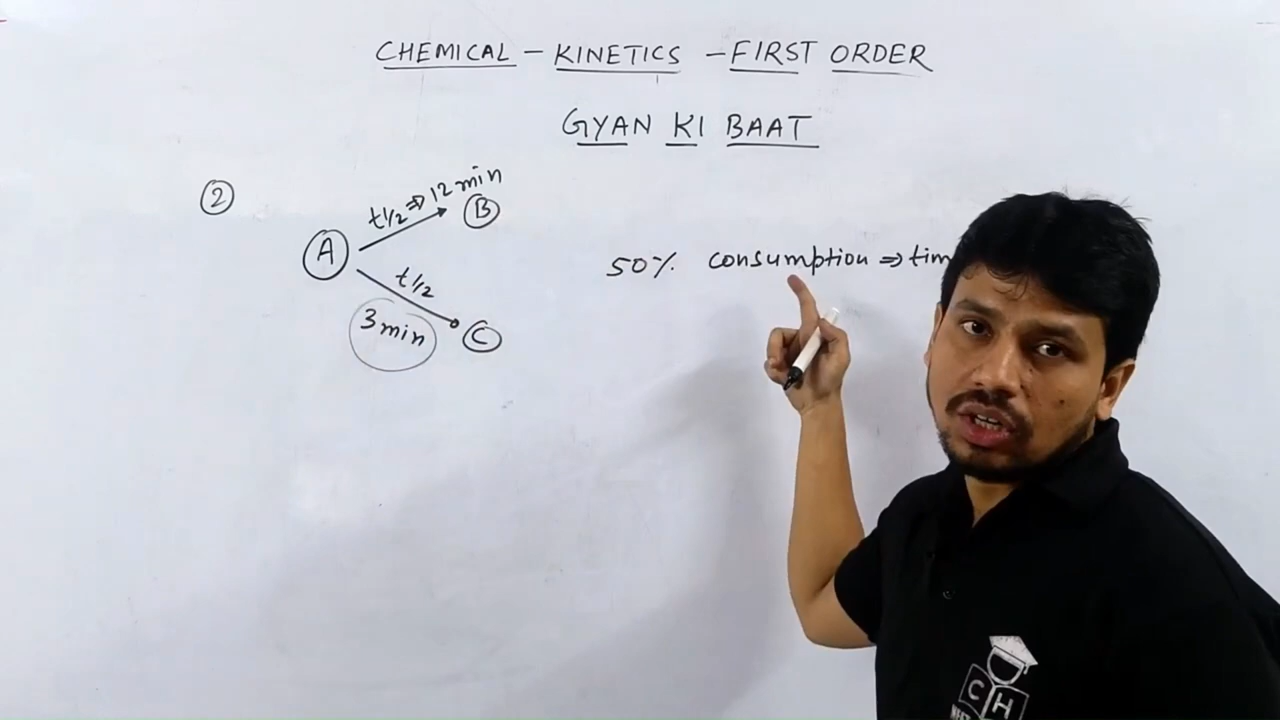 CHEMICAL - KINETICS - FIRST ORDER
GYAN KI BAAT
②
t1/2 ⇒ 12 min
B
A
50% consumption ⇒ tim
t1/2
3 min
C
C H